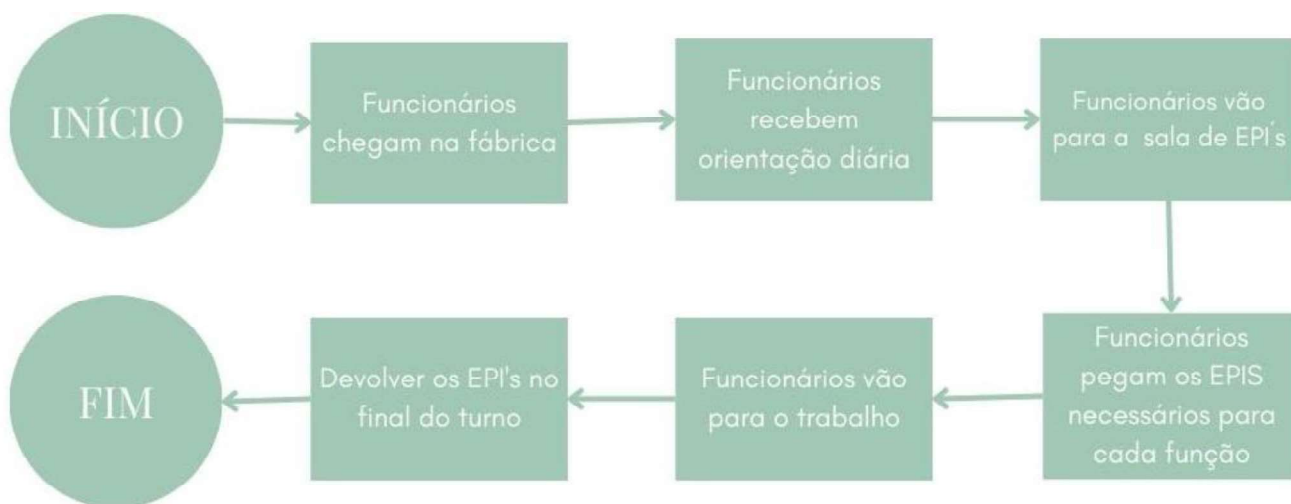 INÍCIO
Funcionários
chegam na fábrica
Funcionários
recebem
orientação diária
Funcionários vão
para a sala de EPI's
Funcionários
pegam os EPIS
necessários para
cada função
Funcionários vão
para o trabalho
Devolver os EPI's no
final do turno
FIM